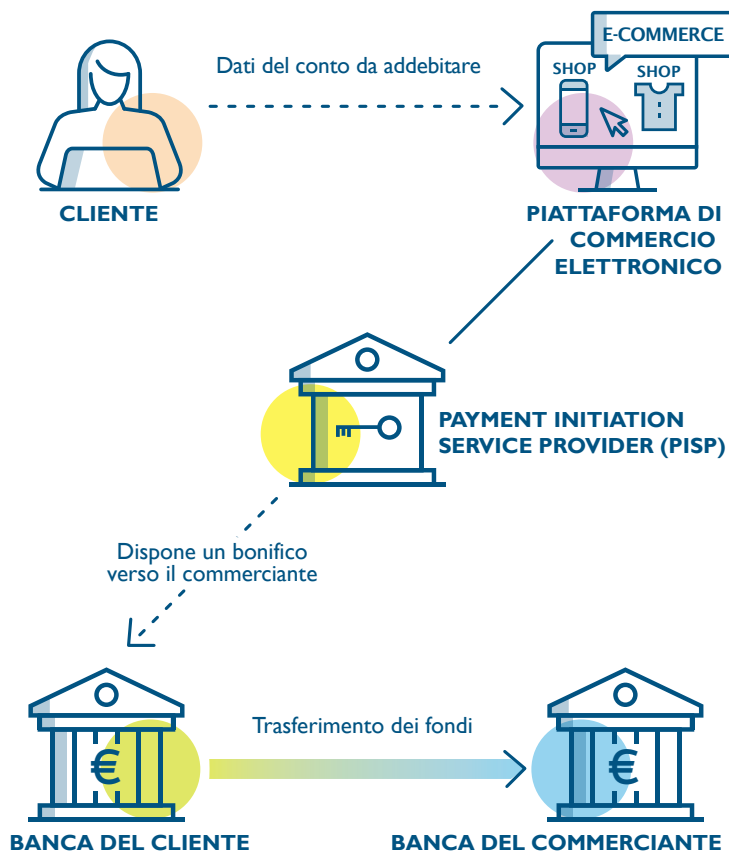 E-COMMERCE
Dati del conto da addebitare
SHOP
SHOP
CLIENTE
PIATTAFORMA DI
COMMERCIO
ELETTRONICO
PAYMENT INITIATION
SERVICE PROVIDER (PISP)
Dispone un bonifico
verso il commerciante
€
Trasferimento dei fondi
€
BANCA DEL CLIENTE
BANCA DEL COMMERCIANTE